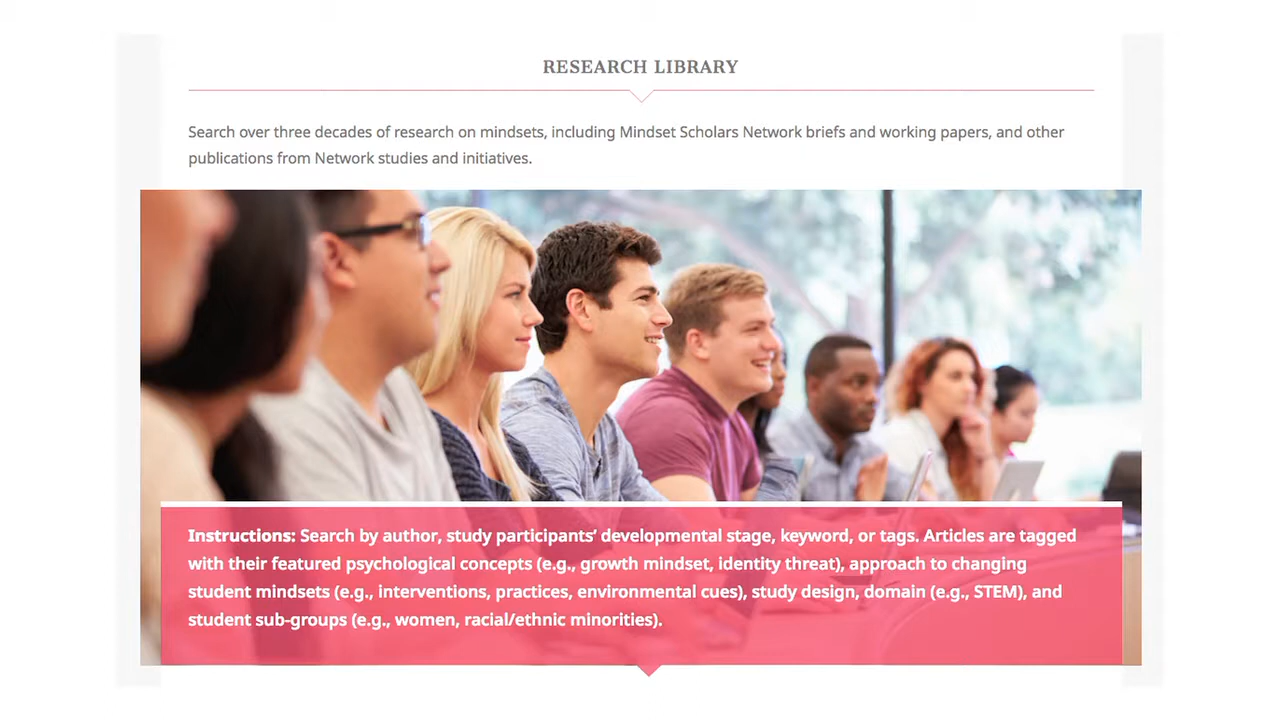 RESEARCH LIBRARY
Search over three decades of research on mindsets, including Mindset Scholars Network briefs and working papers, and other
publications from Network studies and initiatives.
Instructions: Search by author, study participants’ developmental stage, keyword, or tags. Articles are tagged
with their featured psychological concepts (e.g., growth mindset, identity threat), approach to changing
student mindsets (e.g., interventions, practices, environmental cues), study design, domain (e.g., STEM), and
student sub-groups (e.g., women, racial/ethnic minorities).